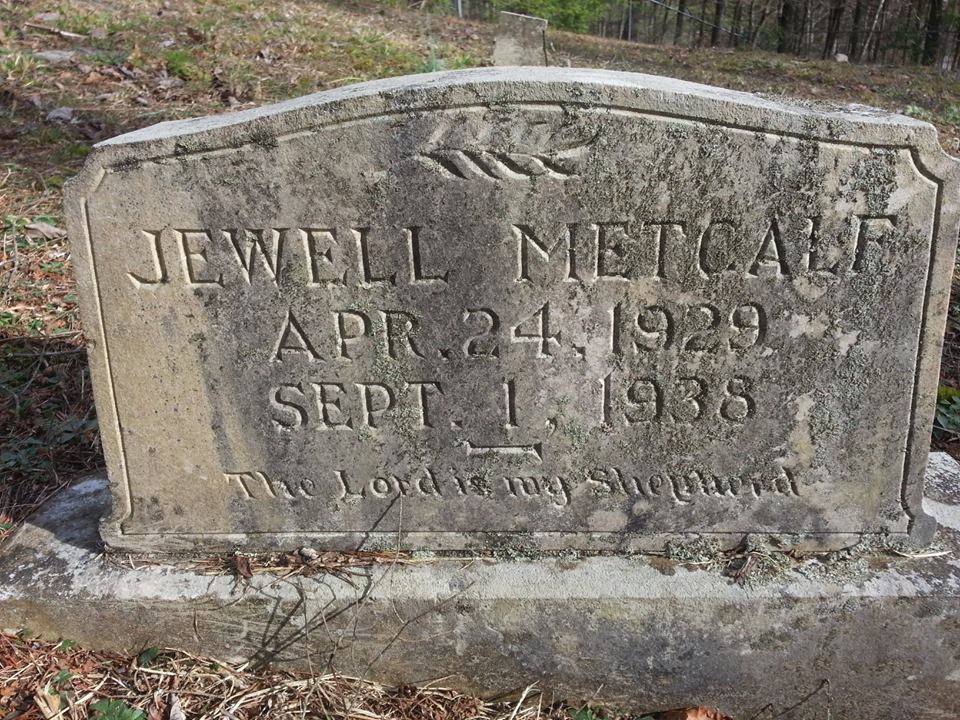 JEWELL METCALF
APR. 24, 1929
SEPT. 1, 1938
The Lord is my Shepherd